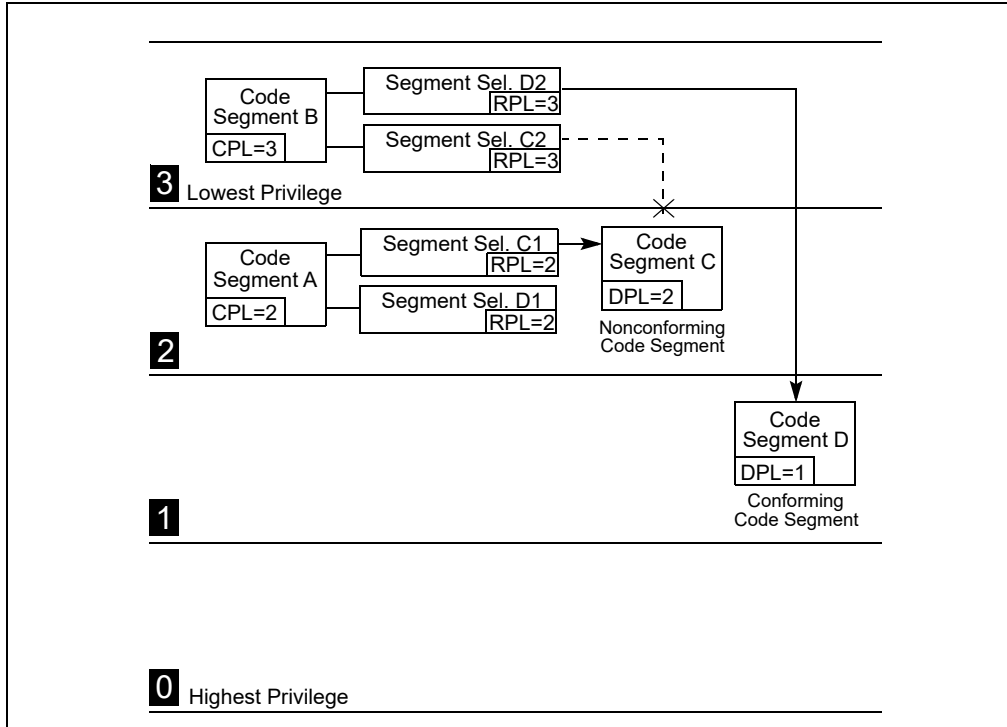 Code
Segment B
CPL=3
Segment Sel. D2
RPL=3
Segment Sel. C2
RPL=3
3 Lowest Privilege
Code
Segment A
CPL=2
Segment Sel. C1
RPL=2
Segment Sel. D1
RPL=2
Code
Segment C
DPL=2
Nonconforming
Code Segment
2
Code
Segment D
DPL=1
Conforming
Code Segment
1
0 Highest Privilege